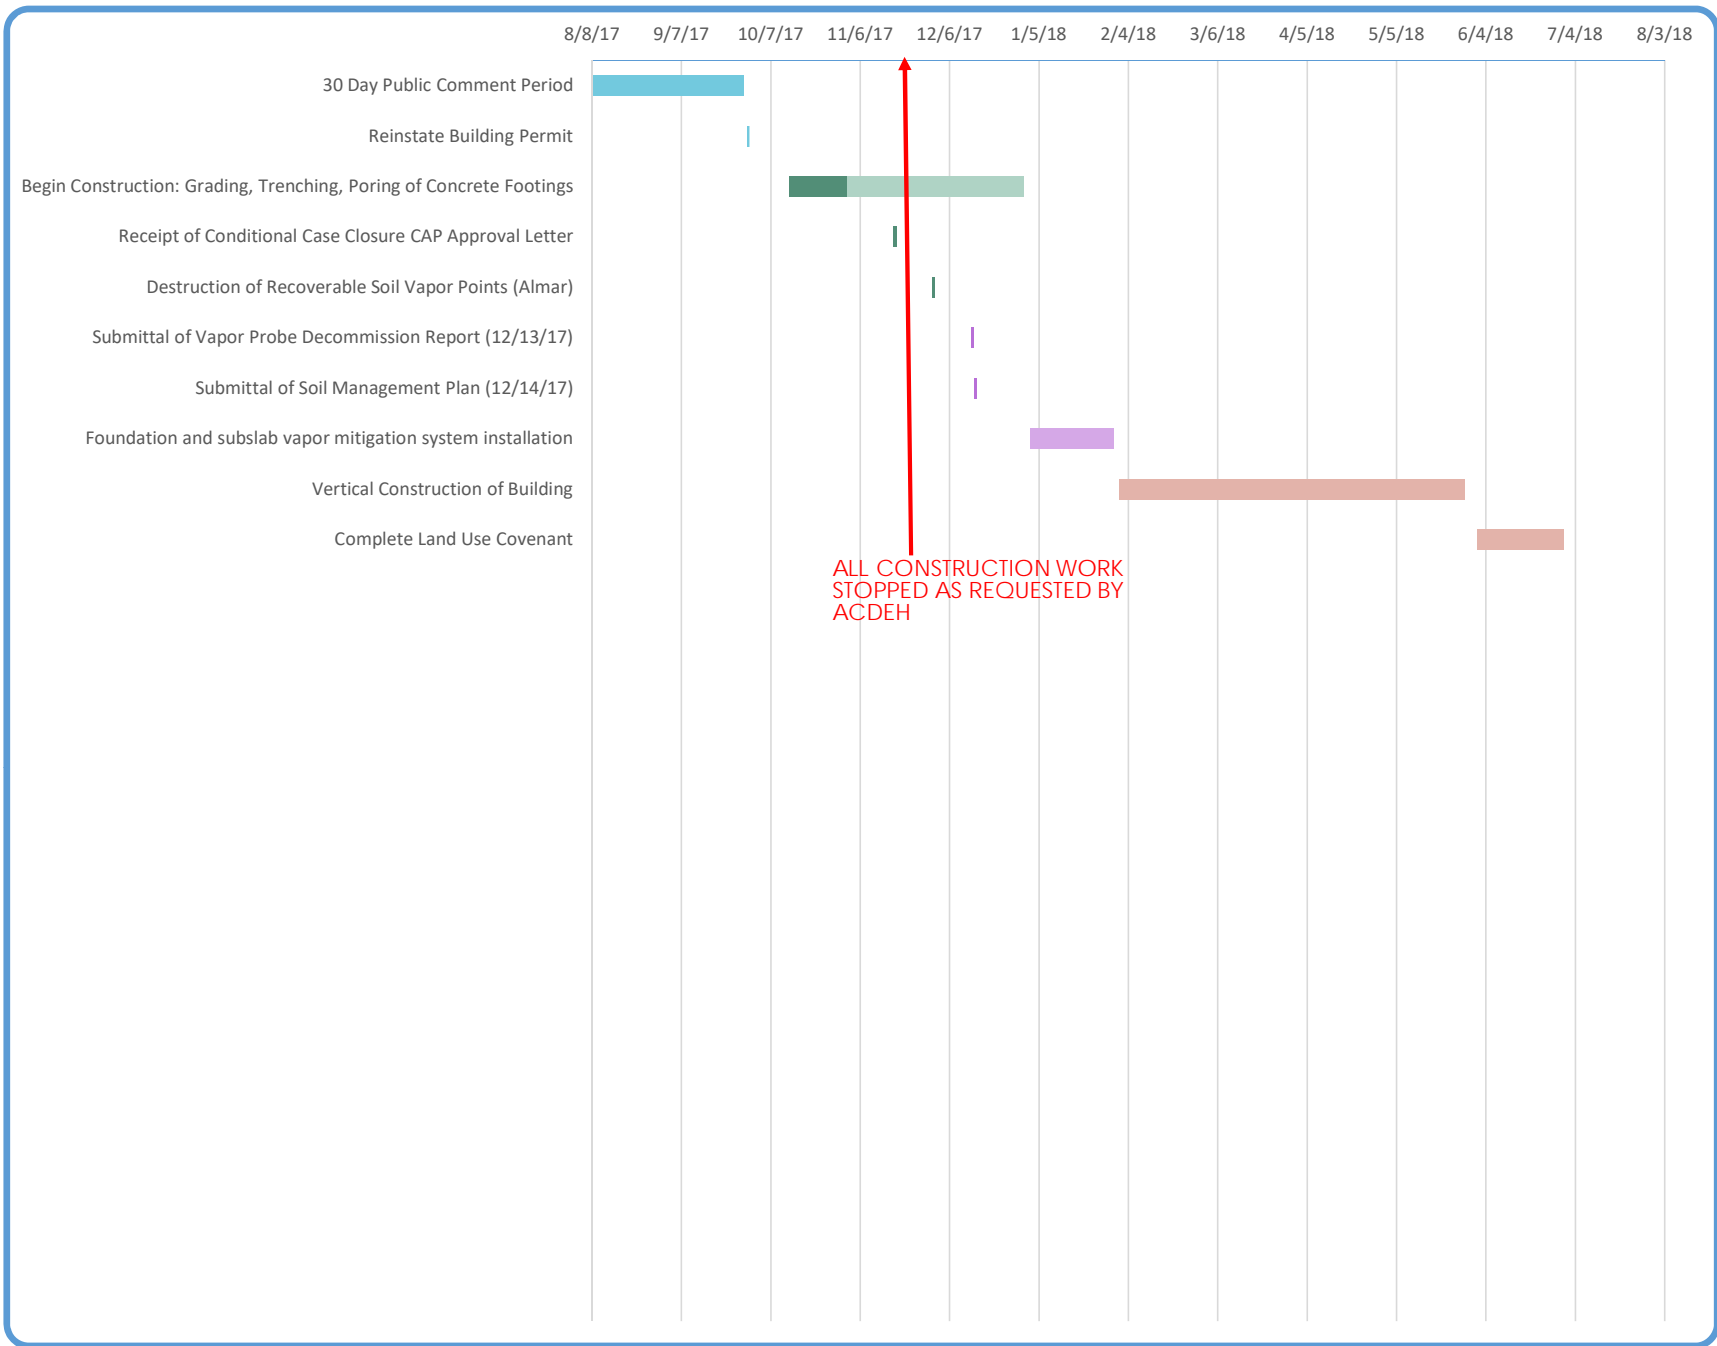 8/8/17 9/7/17 10/7/17 11/6/17 12/6/17 1/5/18 2/4/18 3/6/18 4/5/18 5/5/18 6/4/18 7/4/18 8/3/18
30 Day Public Comment Period
Reinstate Building Permit
Begin Construction: Grading, Trenching, Poring of Concrete Footings
Receipt of Conditional Case Closure CAP Approval Letter
Destruction of Recoverable Soil Vapor Points (Almar)
Submittal of Vapor Probe Decommission Report (12/13/17)
Submittal of Soil Management Plan (12/14/17)
Foundation and subslab vapor mitigation system installation
Vertical Construction of Building
Complete Land Use Covenant
ALL CONSTRUCTION WORK
STOPPED AS REQUESTED BY
ACDEH